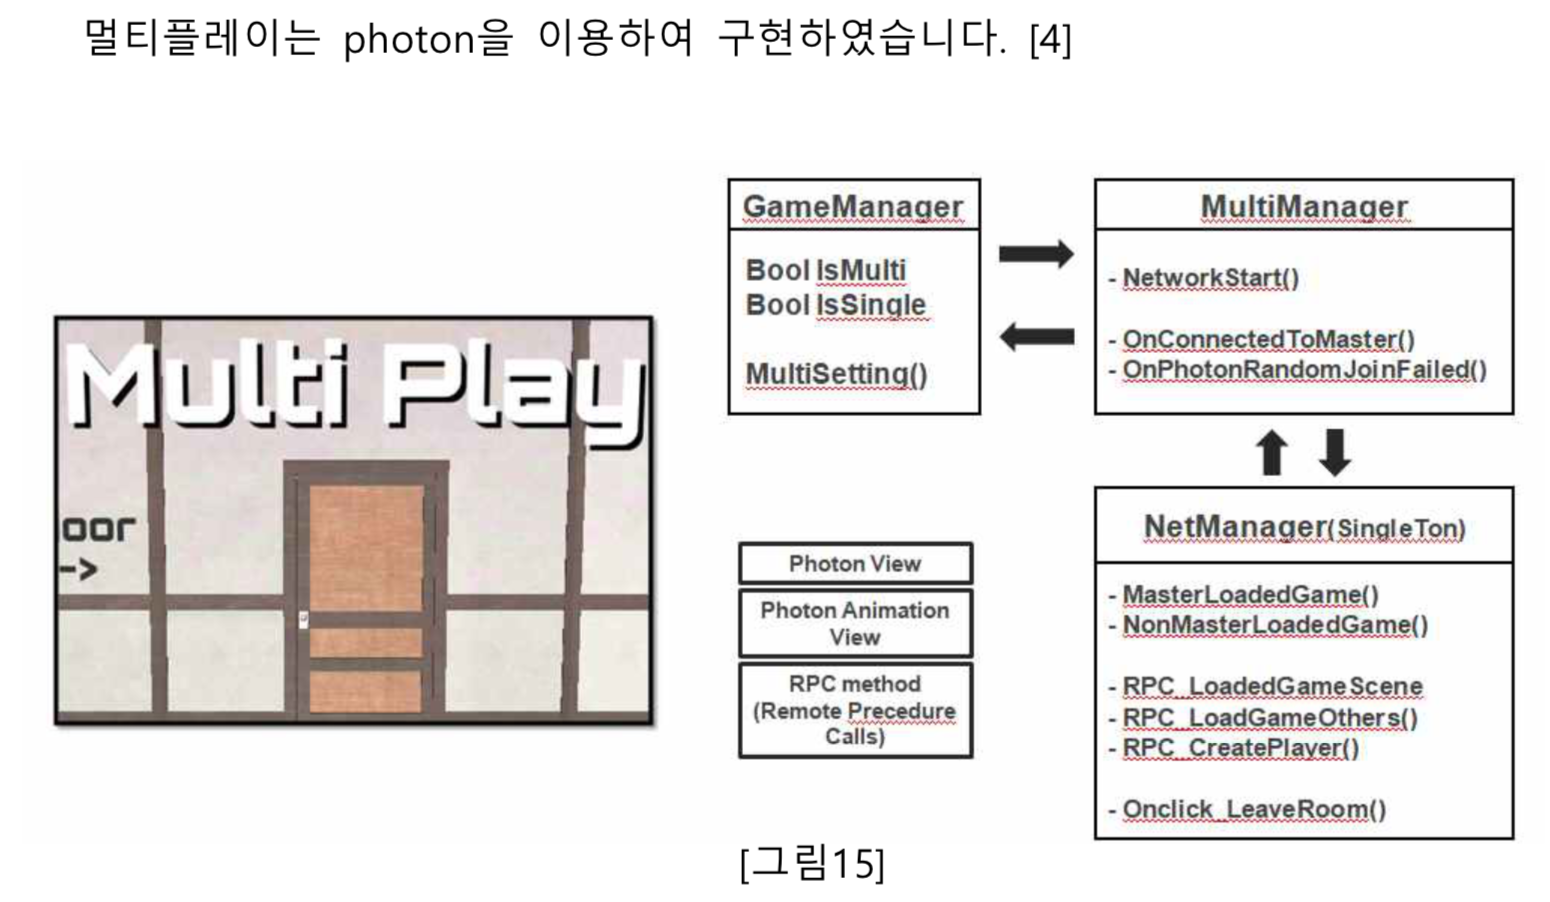 멀티플레이는 photon을 이용하여 구현하였습니다. [4]
Multi Play
oor
->
GameManager
Bool IsMulti
Bool IsSingle
MultiSetting()
MultiManager
- NetworkStart()
- OnConnectedToMaster()
- OnPhotonRandomJoinFailed()
NetManager(SingleTon)
- MasterLoadedGame()
- NonMasterLoadedGame()
- RPC_LoadedGameScene
- RPC_LoadGameOthers()
- RPC_CreatePlayer()
- Onclick_LeaveRoom()
Photon View
Photon Animation
View
RPC method
(Remote Precedure
Calls)
[그림15]